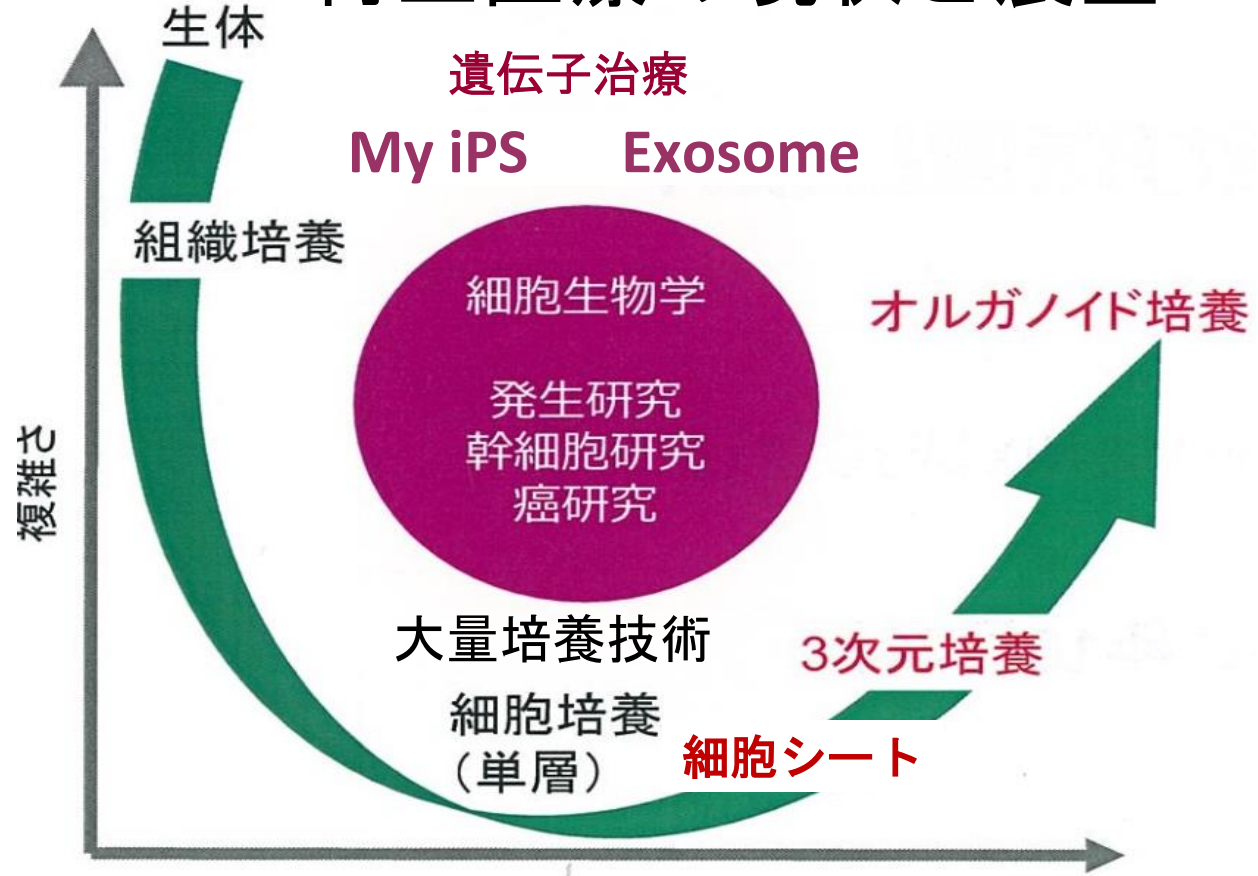 生体
遺伝子治療
My iPS Exosome
組織培養
細胞生物学
オルガノイド培養
発生研究
幹細胞研究
癌研究
複雑さ
大量培養技術
3次元培養
細胞培養
（単層）
細胞シート